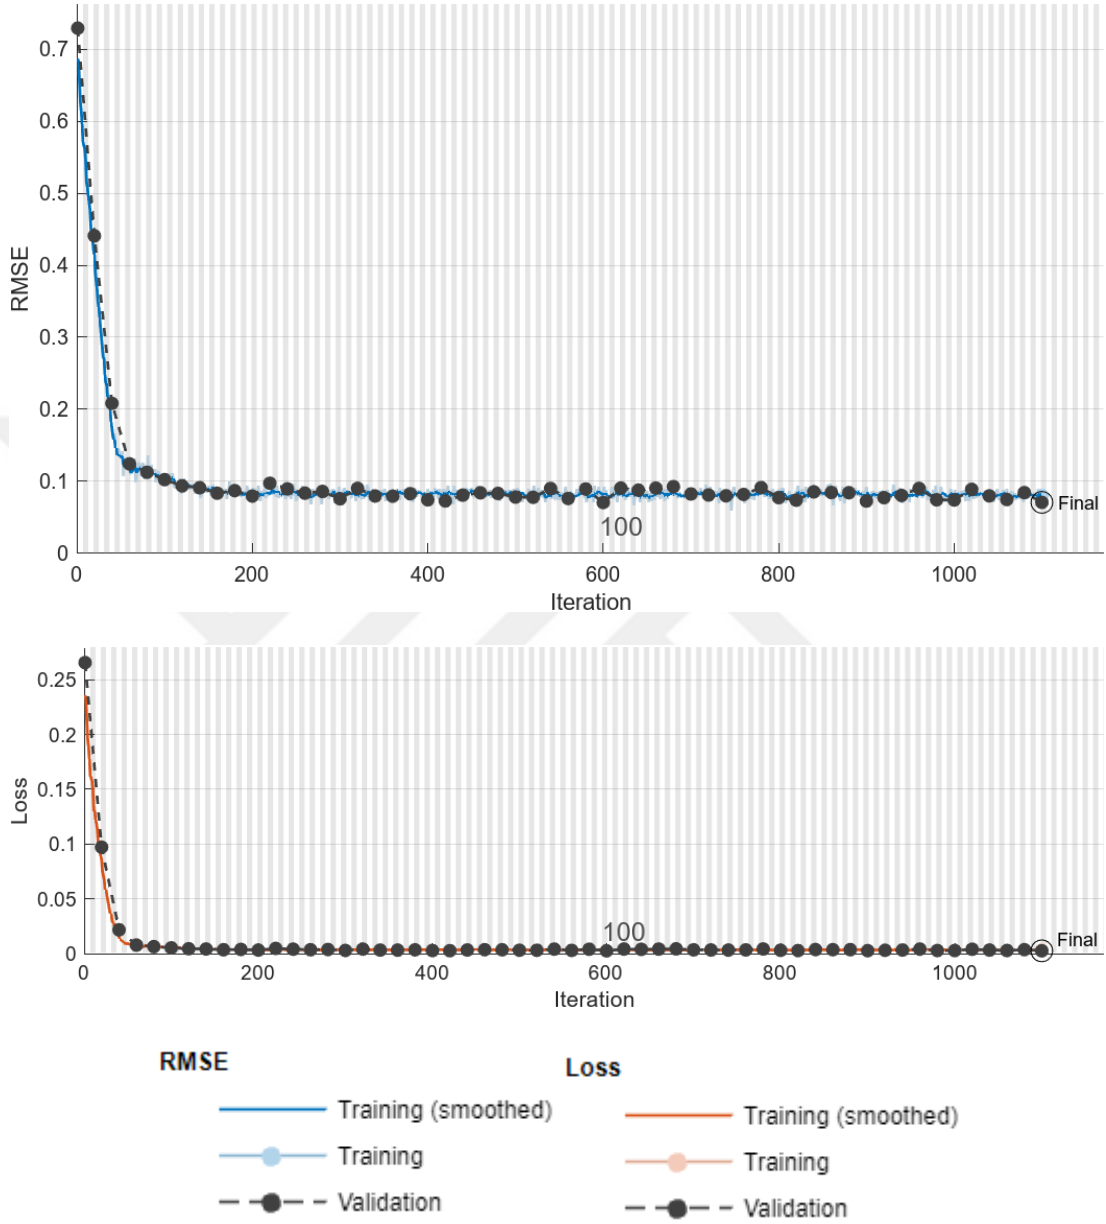 0.7
0.6
0.5
0.4
0.3
0.2
0.1
0
RMSE
100
Final
0 200 400 600 800 1000
Iteration
0.25
0.2
0.15
0.1
0.05
0
Loss
100
Final
0 200 400 600 800 1000
Iteration
RMSE
Training (smoothed)
Training
Validation
Loss
Training (smoothed)
Training
Validation